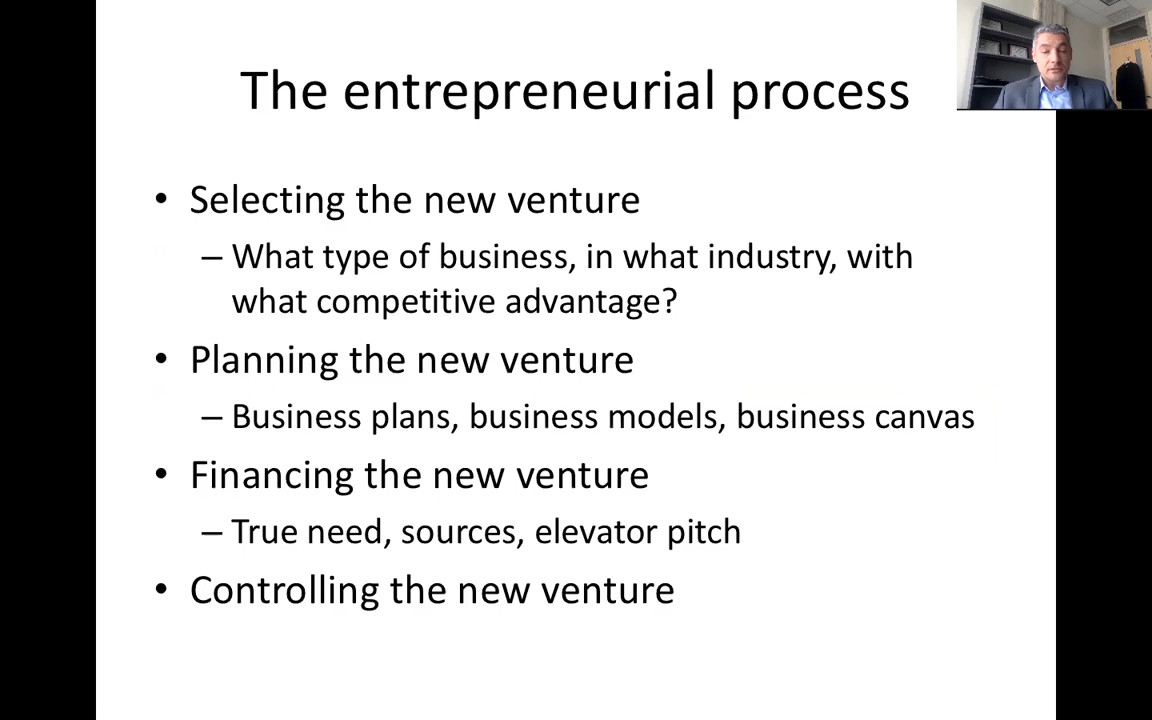 The entrepreneurial process
• Selecting the new venture
– What type of business, in what industry, with
what competitive advantage?
• Planning the new venture
– Business plans, business models, business canvas
• Financing the new venture
– True need, sources, elevator pitch
• Controlling the new venture